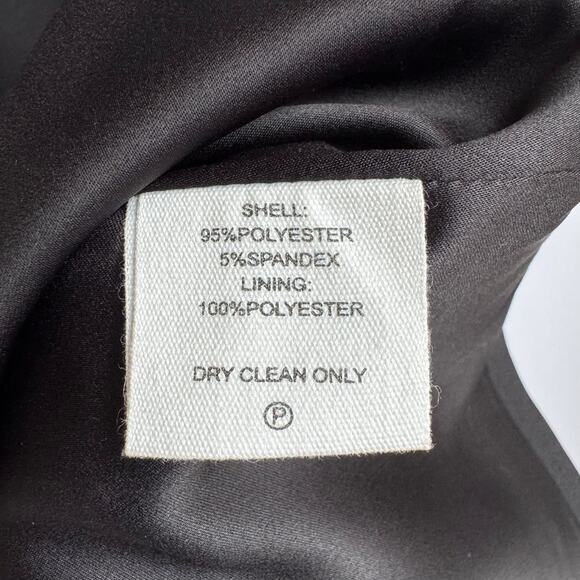 SHELL:
95%POLYESTER
5%SPANDEX
LINING:
100%POLYESTER
DRY CLEAN ONLY
P